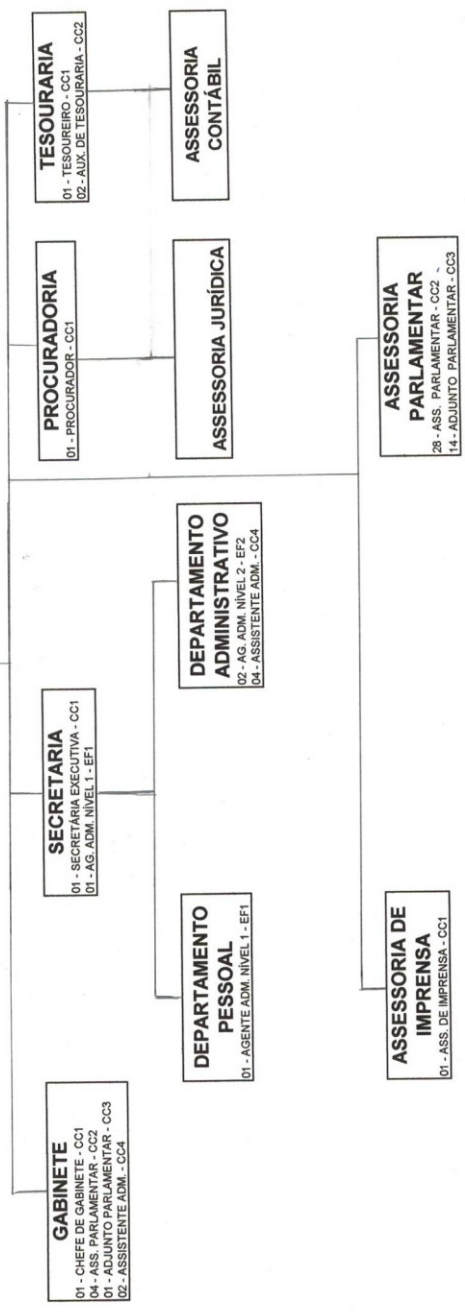 GABINETE
01 - CHEFE DE GABINETE - CC1
04 - ASS. PARLAMENTAR - CC2
01 - ADJUNTO PARLAMENTAR - CC3
02 - ASSISTENTE ADM. - CC4
SECRETARIA
01 - SECRETÁRIA EXECUTIVA - CC1
01 - AG. ADM. NÍVEL 1 - EF1
PROCURADORIA
01 - PROCURADOR - CC1
TESOURARIA
01 - TESOUREIRO - CC1
02 - AUX. DE TESOURARIA - CC2
DEPARTAMENTO
PESSOAL
01 - AGENTE ADM. NÍVEL 1 - EF1
DEPARTAMENTO
ADMINISTRATIVO
02 - AG. ADM. NÍVEL 2 - EF2
04 - ASSISTENTE ADM. - CC4
ASSESSORIA JURÍDICA
ASSESSORIA
CONTÁBIL
ASSESSORIA DE
IMPRENSA
01 - ASS. DE IMPRENSA - CC1
ASSESSORIA
PARLAMENTAR
28 - ASS. PARLAMENTAR - CC2
14 - ADJUNTO PARLAMENTAR - CC3